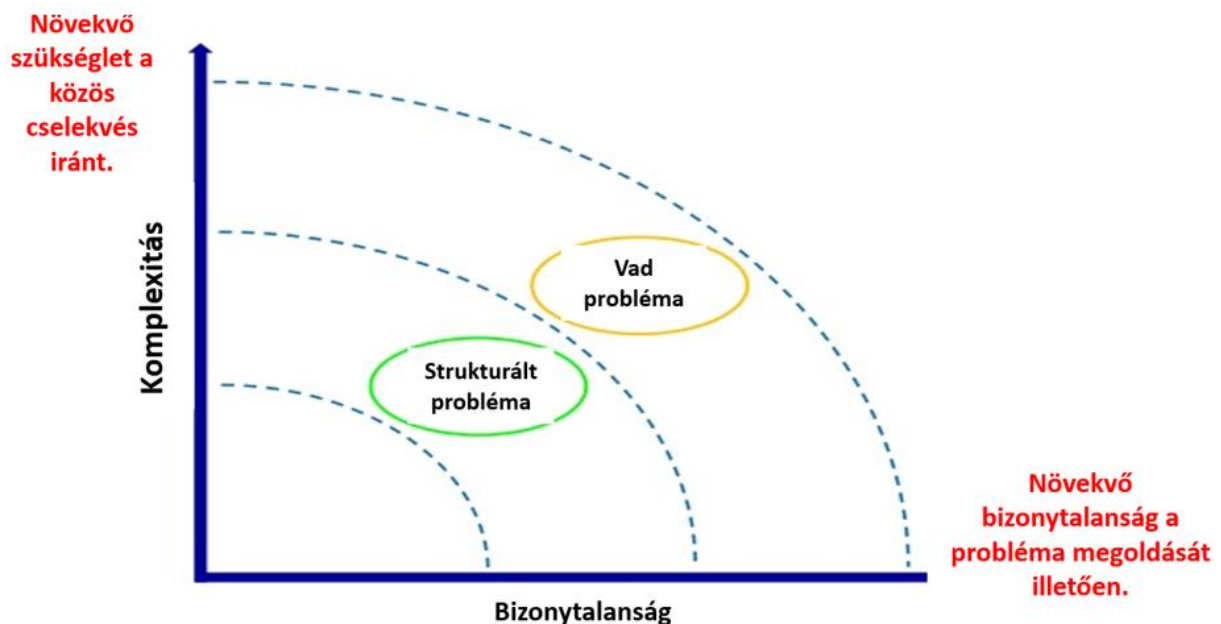 Növekvő
szükséglet a
közös
cselekvés
iránt.
Komplexitás
Vad
probléma
Strukturált
probléma
Növekvő
bizonytalanság a
probléma megoldását
illetően.
Bizonytalanság